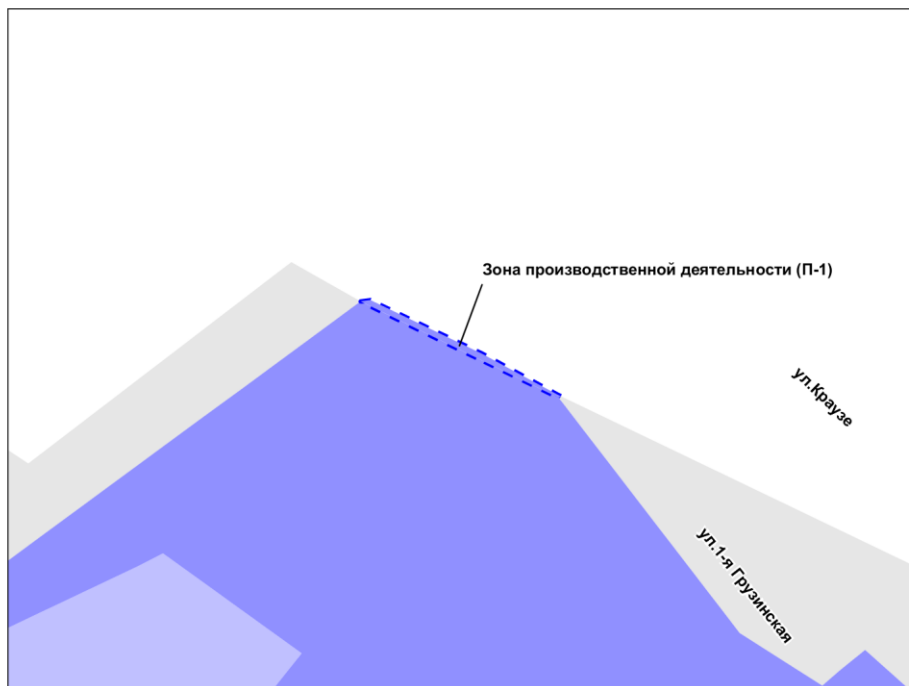 Зона производственной деятельности (П-1)
ул.Краузе
ул.1-я Грузинская